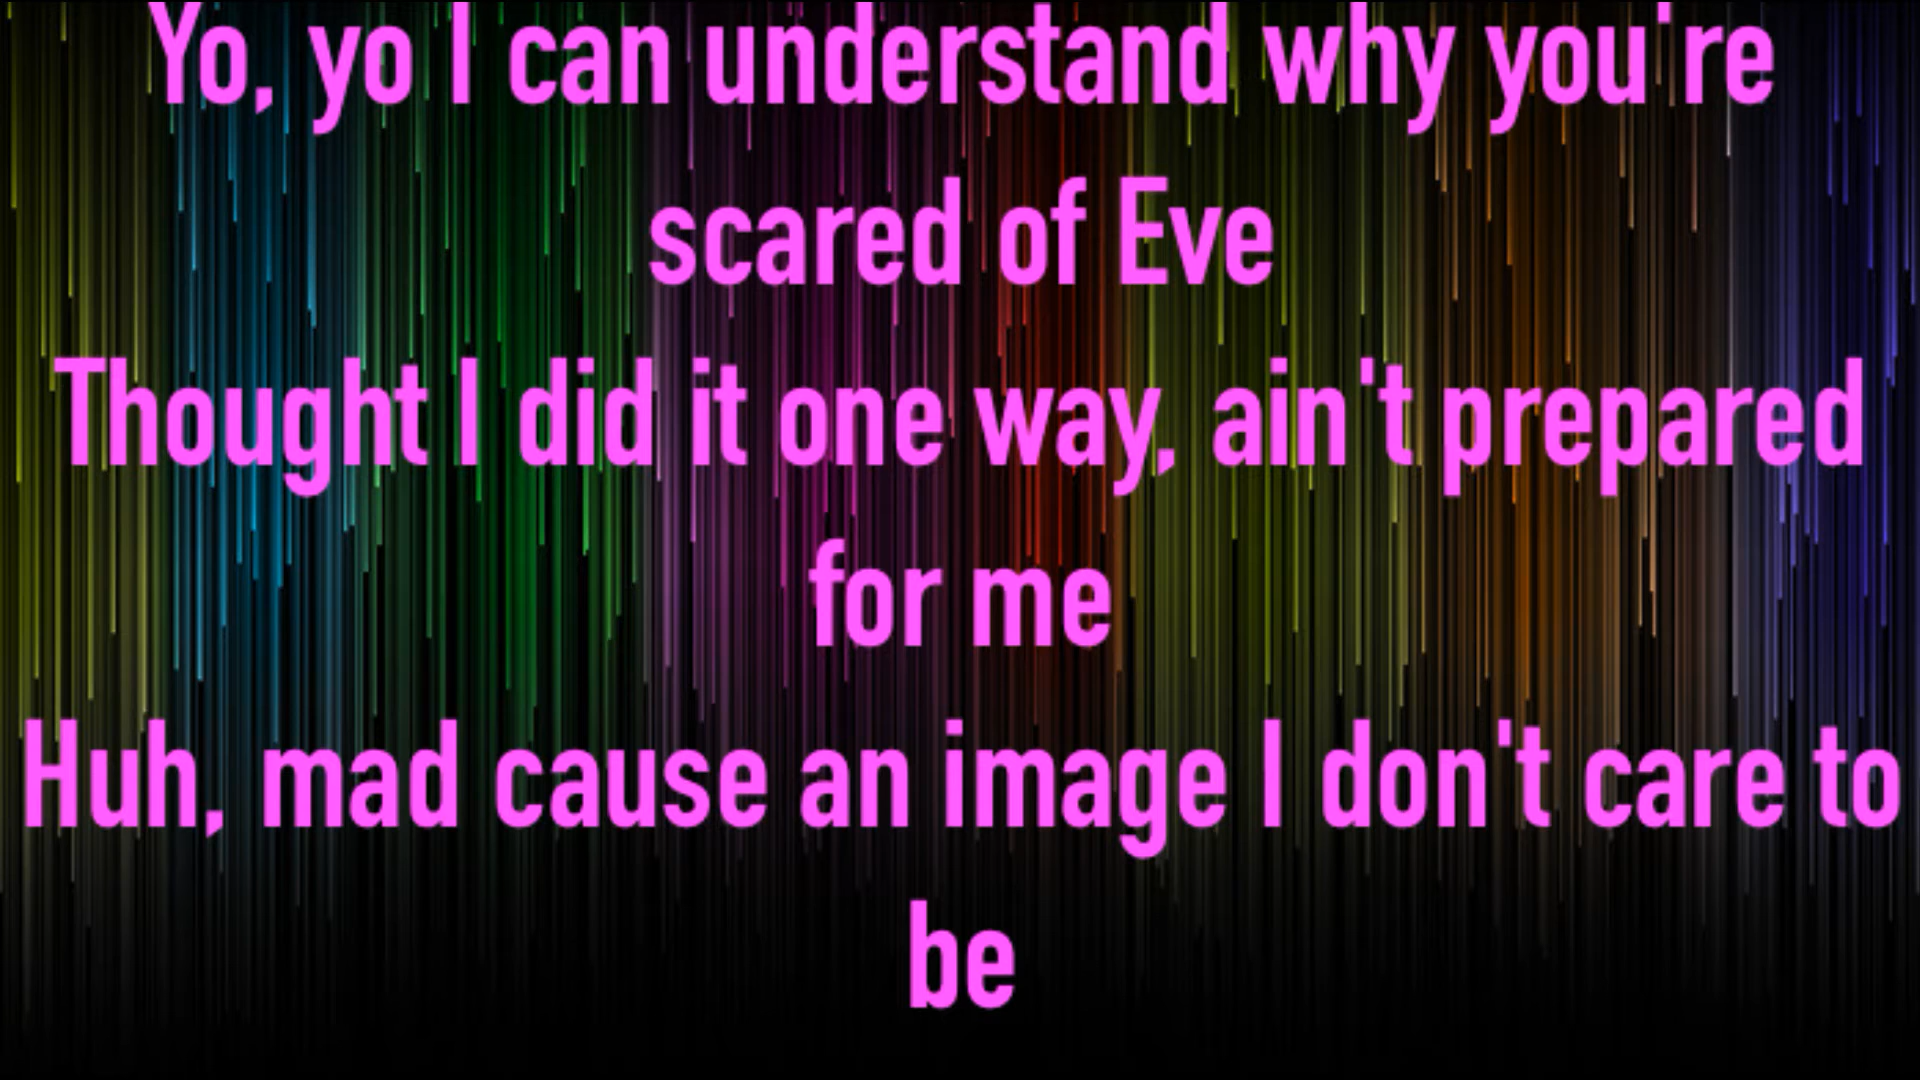 Yo, yo I can understand why you're
scared of Eve
Thought I did it one way, ain't prepared
for me
Huh, mad cause an image I don't care to
be